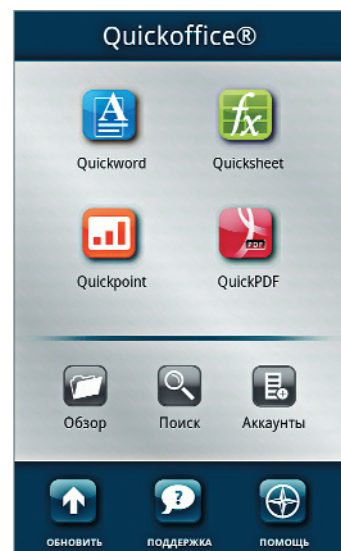 Quickoffice®
Quickword Quicksheet
Quickpoint QuickPDF
Обзор Поиск Аккаунты
ОБНОВИТЬ ПОДДЕРЖКА ПОМОЩЬ